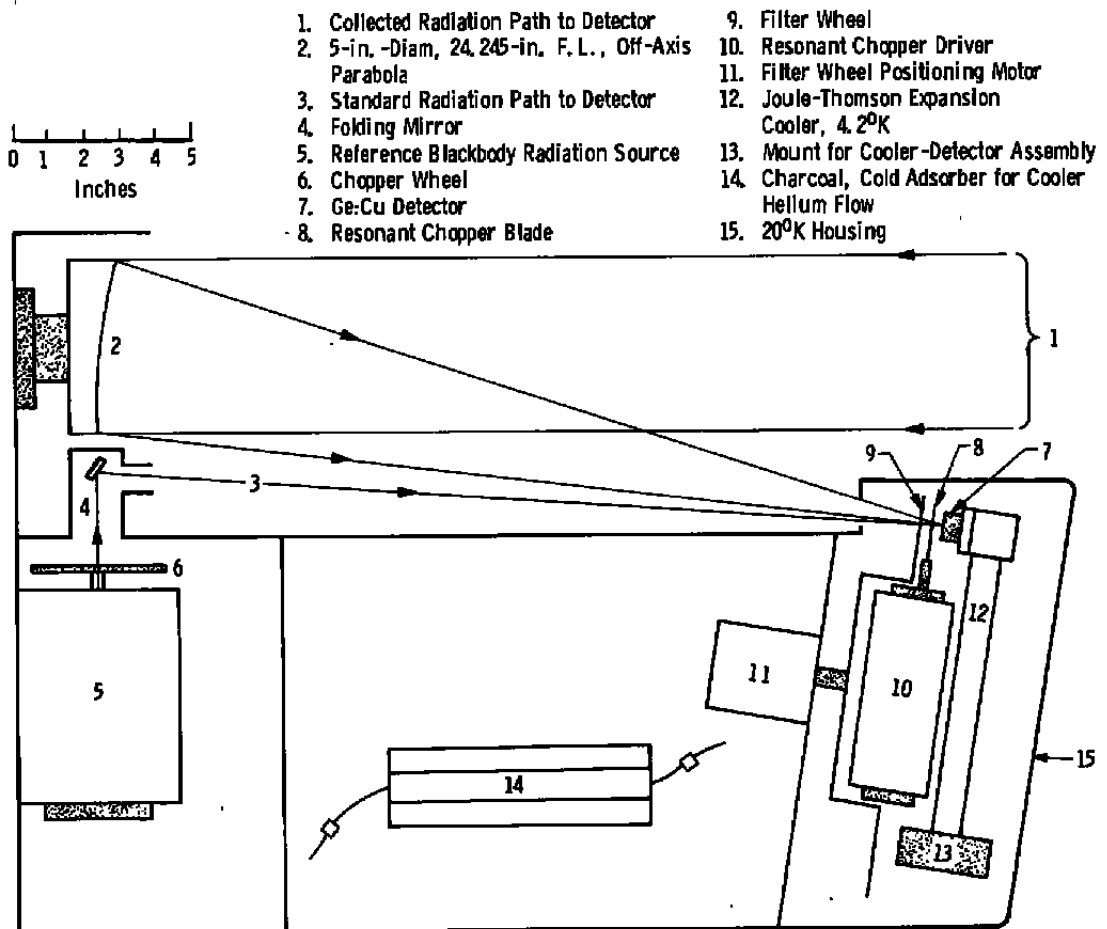 1. Collected Radiation Path to Detector
2. 5-in.-Diam, 24.245-in. F.L., Off-Axis
Parabola
3. Standard Radiation Path to Detector
4. Folding Mirror
5. Reference Blackbody Radiation Source
6. Chopper Wheel
7. Ge:Cu Detector
8. Resonant Chopper Blade
9. Filter Wheel
10. Resonant Chopper Driver
11. Filter Wheel Positioning Motor
12. Joule-Thomson Expansion
Cooler, 4.2°K
13. Mount for Cooler-Detector Assembly
14. Charcoal, Cold Adsorber for Cooler
Helium Flow
15. 20°K Housing
0 1 2 3 4 5
Inches
2
1
3
4
9
8
7
6
5
12
11
10
14
15
13